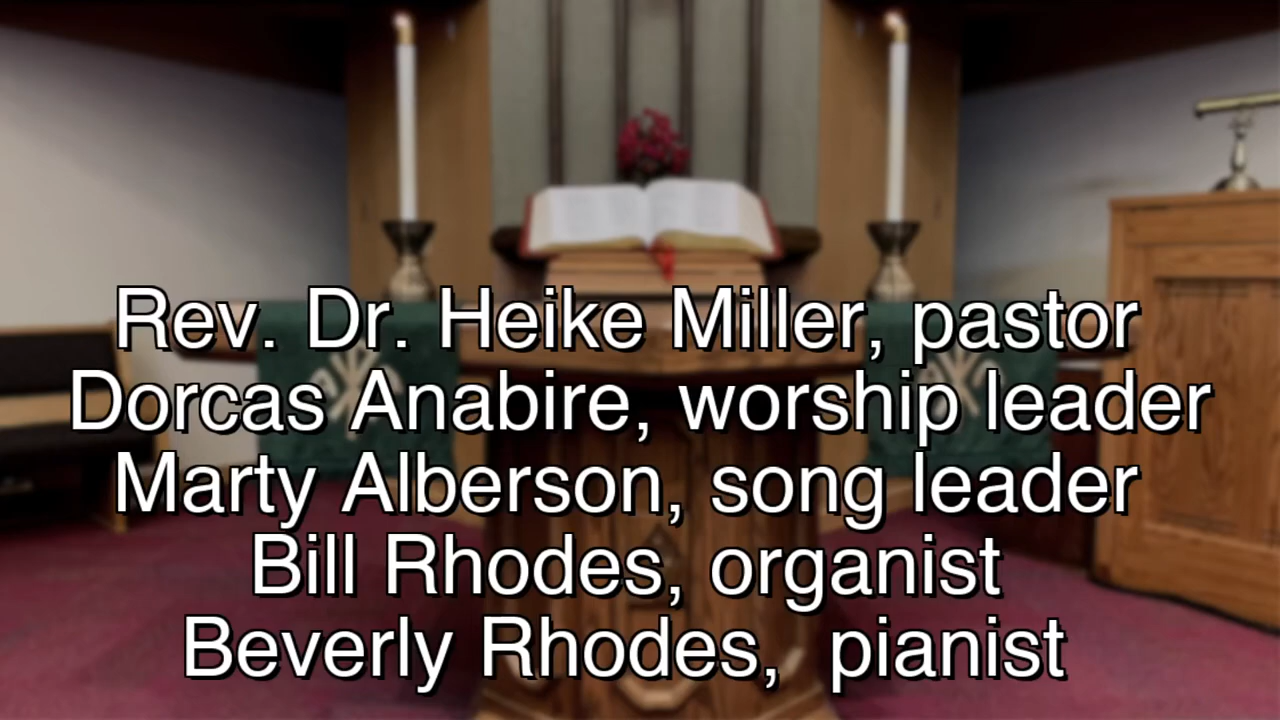 Rev. Dr. Heike Miller, pastor
Dorcas Anabire, worship leader
Marty Alberson, song leader
Bill Rhodes, organist
Beverly Rhodes, pianist